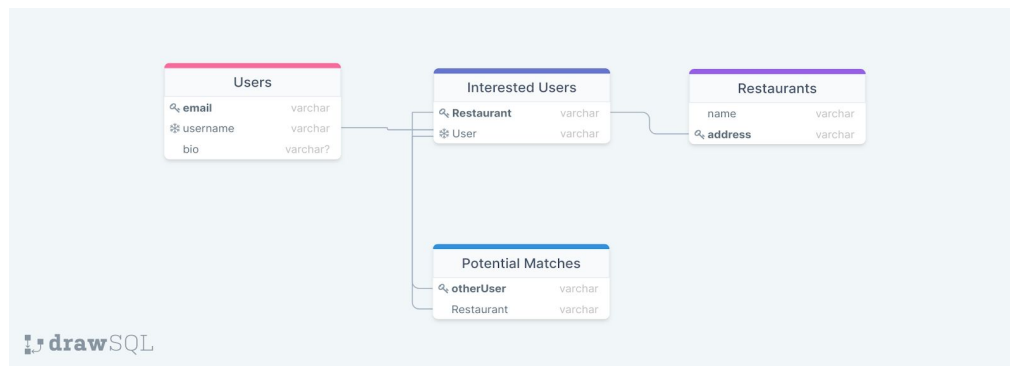 Users
email varchar
username varchar
bio varchar?
Interested Users
Restaurant varchar
User varchar
Restaurants
name varchar
address varchar
Potential Matches
otherUser varchar
Restaurant varchar
drawSQL